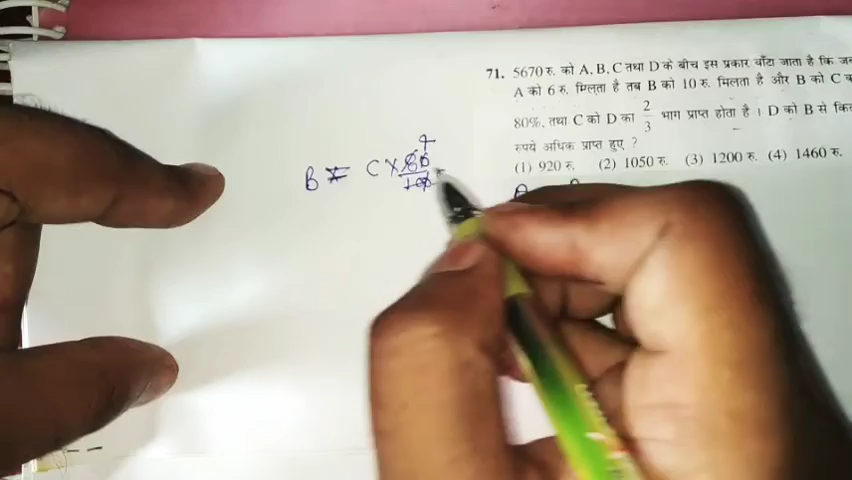 71. 5670 रु. को A, B, C तथा D के बीच इस प्रकार बाँटा जाता है कि
A को 6 रु. मिलता है तब B को 10 रु. मिलता है और B को C
80%, तथा C को D का 2/3 भाग प्राप्त होता है । D को B से
रुपये अधिक प्राप्त हुए ?
(1) 920 रु. (2) 1050 रु. (3) 1200 रु. (4) 1460 रु.
4
B = C × 80/100